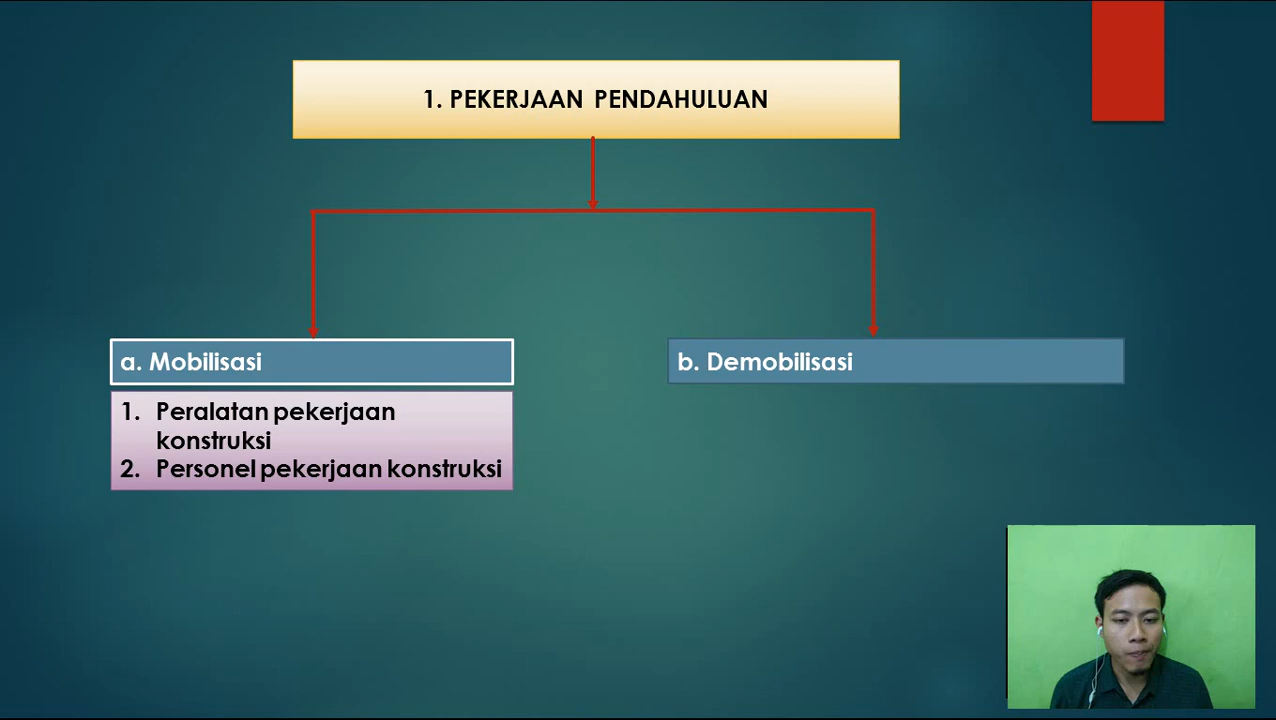 1. PEKERJAAN PENDAHULUAN
a. Mobilisasi
b. Demobilisasi
1. Peralatan pekerjaan
konstruksi
2. Personel pekerjaan konstruksi